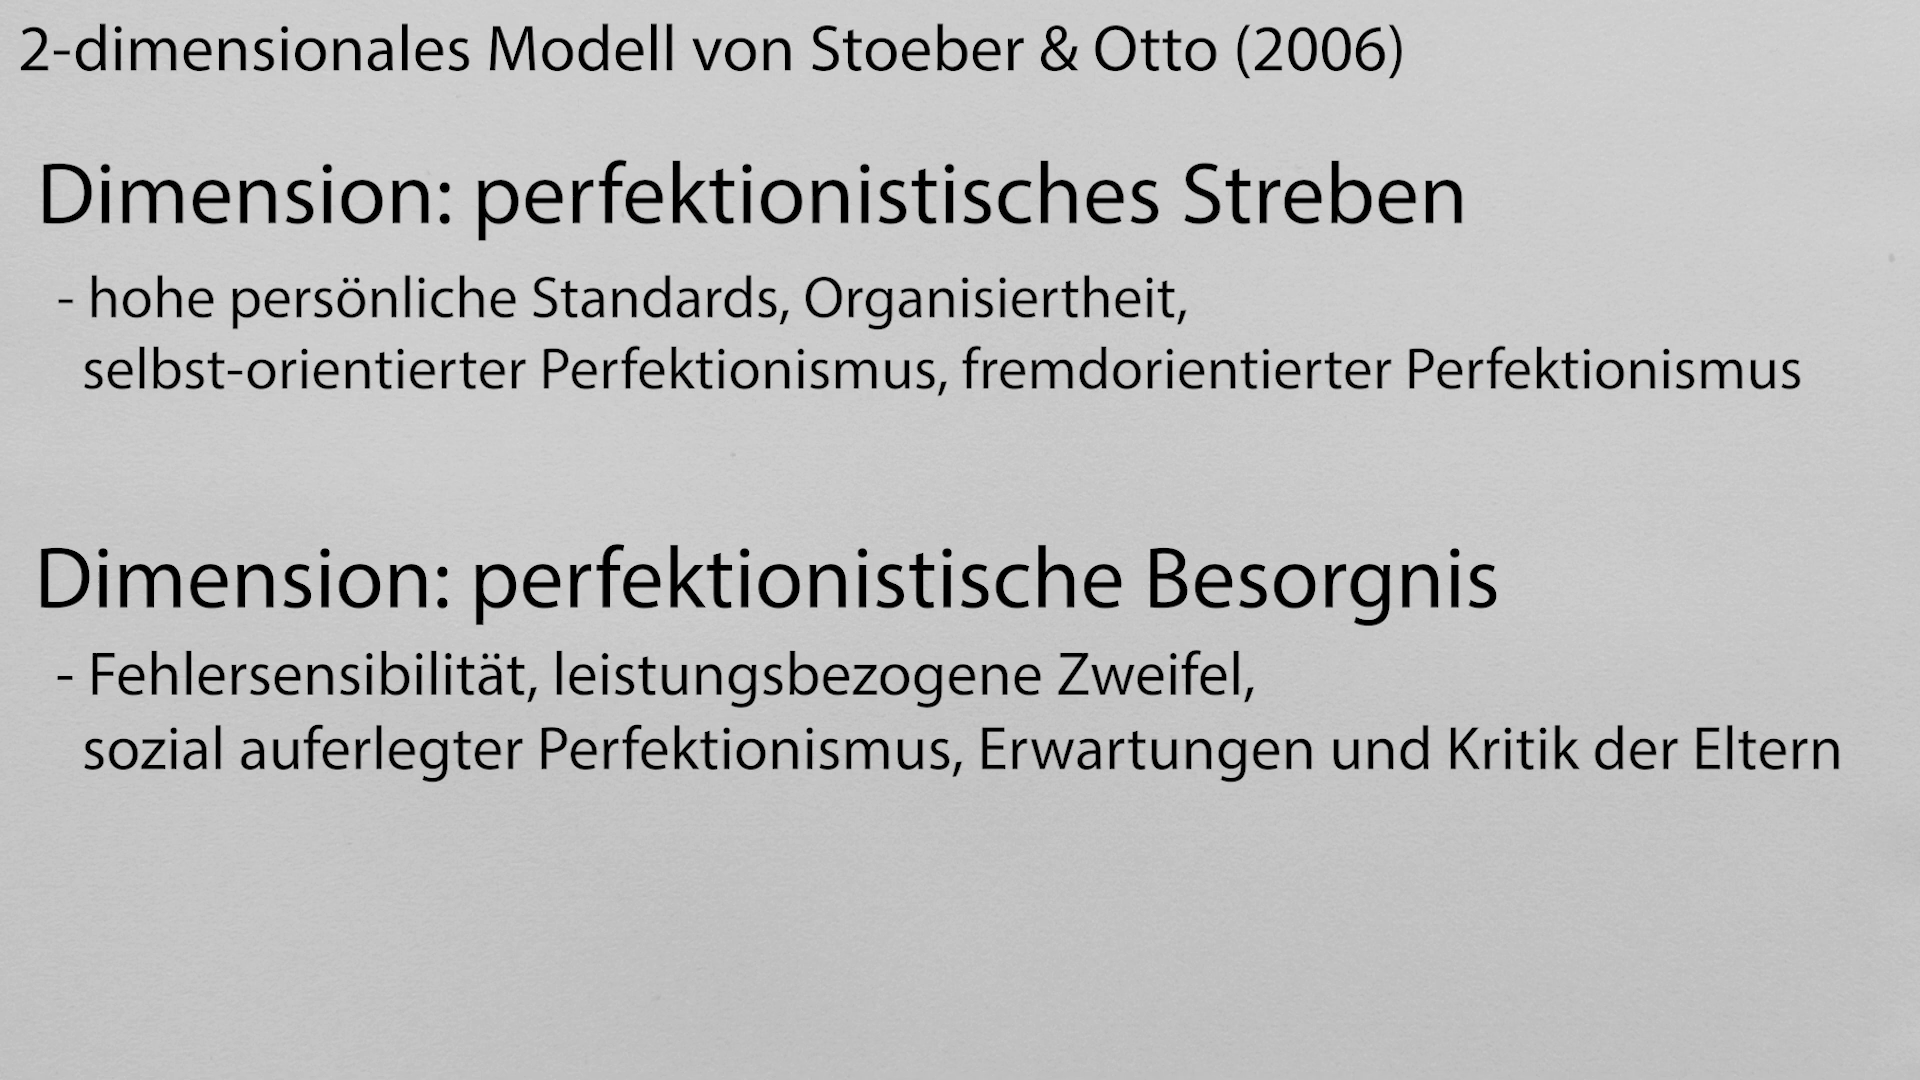 2-dimensionales Modell von Stoeber & Otto (2006)
Dimension: perfektionistisches Streben
- hohe persönliche Standards, Organisiertheit,
selbst-orientierter Perfektionismus, fremdorientierter Perfektionismus
Dimension: perfektionistische Besorgnis
- Fehlersensibilität, leistungsbezogene Zweifel,
sozial auferlegter Perfektionismus, Erwartungen und Kritik der Eltern